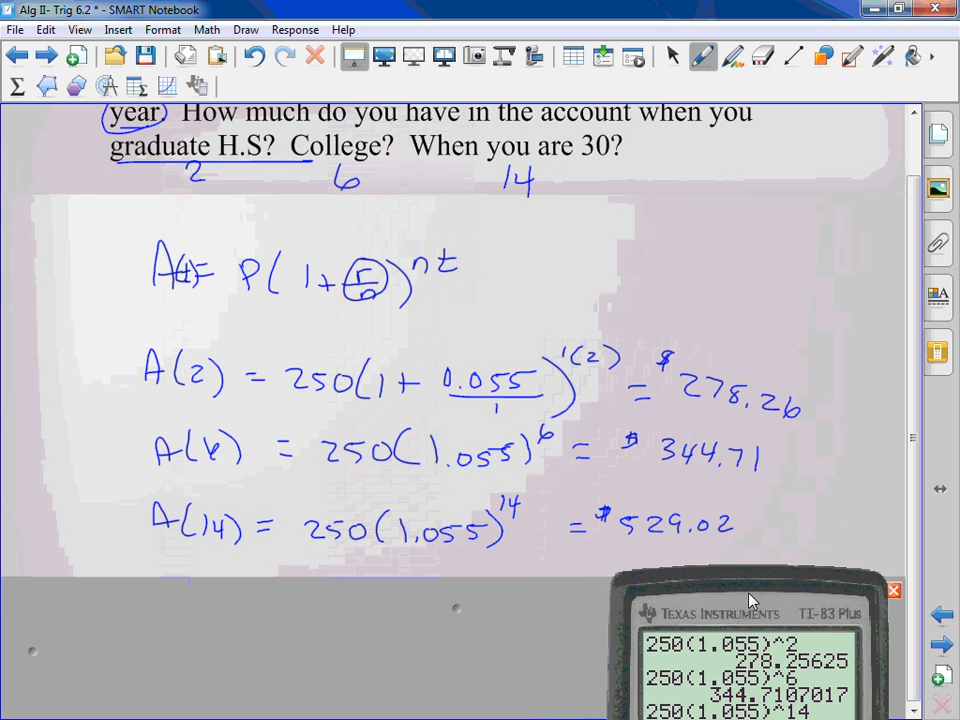 Alg II- Trig 6.2 * - SMART Notebook
File Edit View Insert Format Math Draw Response Help
year. How much do you have in the account when you
graduate H.S? College? When you are 30?
2 6 14
A(t) = P(1 + r/n)^nt
A(2) = 250(1 + 0.055/1)^1(2) = $278.26
A(6) = 250(1.055)^6 = $344.71
A(14) = 250(1.055)^14 = $529.02
TEXAS INSTRUMENTS TI-83 Plus
250(1.055)^2
278.25625
250(1.055)^6
344.7107017
250(1.055)^14